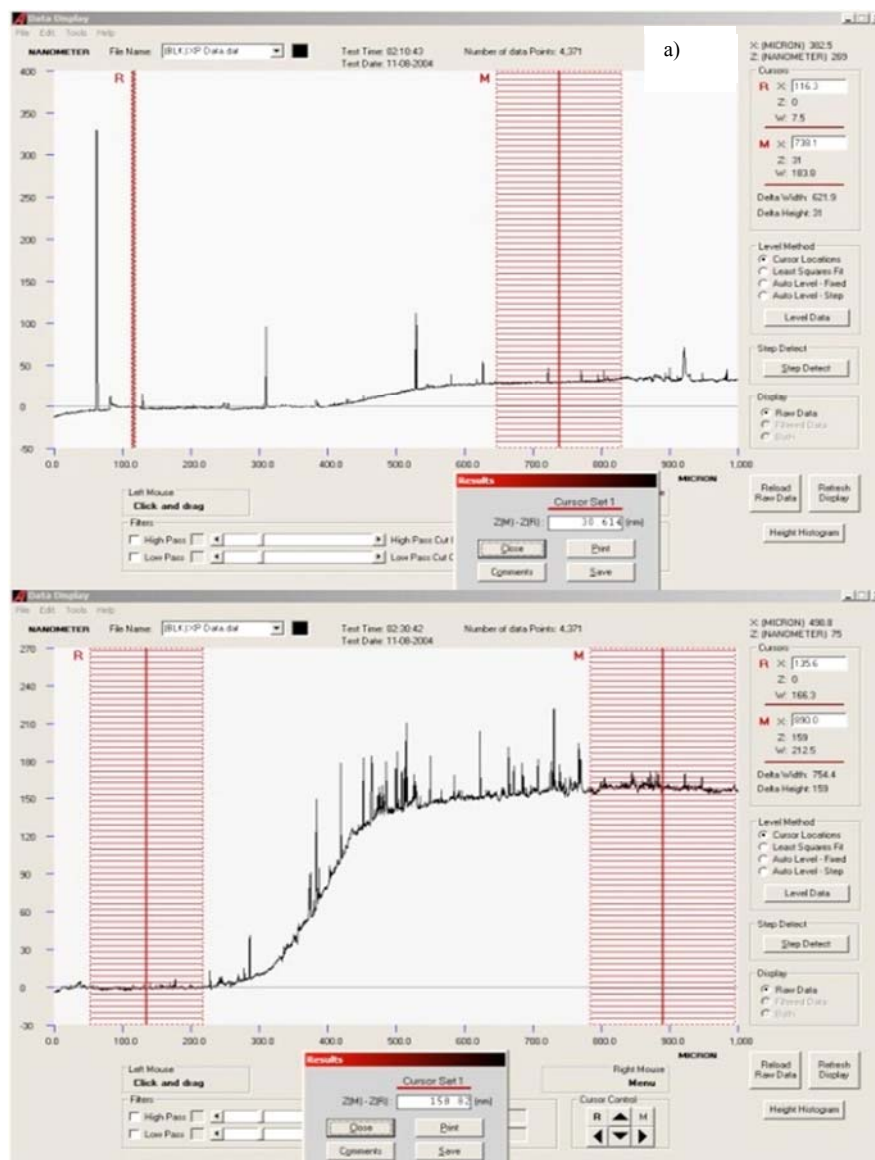 Data Display
File Edit Tools Help
NANOMETER File Name: (BLK)XP Data.dat Test Time: 02:10:43 Number of data Points: 4,371
Test Date: 11-08-2004
a)
X: (MICRON) 382.5
Z: (NANOMETER) 269
Cursors
R X: 116.3
Z: 0
W: 7.5
M X: 738.1
Z: 31
W: 183.8
Delta Width: 621.9
Delta Height: 31
Level Method
Cursor Locations
Least Squares Fit
Auto Level - Fixed
Auto Level - Step
Level Data
Step Detect
Step Detect
Display
Raw Data
Filtered Data
Both
R M
400
350
300
250
200
150
100
50
0
-50
0.0 100.0 200.0 300.0 400.0 500.0 600.0 700.0 800.0 900.0 1,000
MICRON
Left Mouse
Click and drag
Filters
High Pass High Pass Cut
Low Pass Low Pass Cut
Results
Cursor Set 1
Z(M) - Z(R) : 30.614 (nm)
Close Print
Comments Save
Reload Raw Data
Refresh Display
Height Histogram
Data Display
File Edit Tools Help
NANOMETER File Name: (BLK)XP Data.dat Test Time: 02:30:42 Number of data Points: 4,371
Test Date: 11-08-2004
X: (MICRON) 498.8
Z: (NANOMETER) 75
Cursors
R X: 135.6
Z: 0
W: 166.3
M X: 890.0
Z: 159
W: 212.5
Delta Width: 754.4
Delta Height: 159
Level Method
Cursor Locations
Least Squares Fit
Auto Level - Fixed
Auto Level - Step
Level Data
Step Detect
Step Detect
Display
Raw Data
Filtered Data
Both
R M
270
240
210
180
150
120
90
60
30
0
-30
0.0 100.0 200.0 300.0 400.0 500.0 600.0 700.0 800.0 900.0 1,000
MICRON
Left Mouse
Click and drag
Filters
High Pass
Low Pass
Results
Cursor Set 1
Z(M) - Z(R) : 158.82 (nm)
Close Print
Comments Save
Right Mouse
Menu
Cursor Control
R M
Reload Raw Data
Refresh Display
Height Histogram